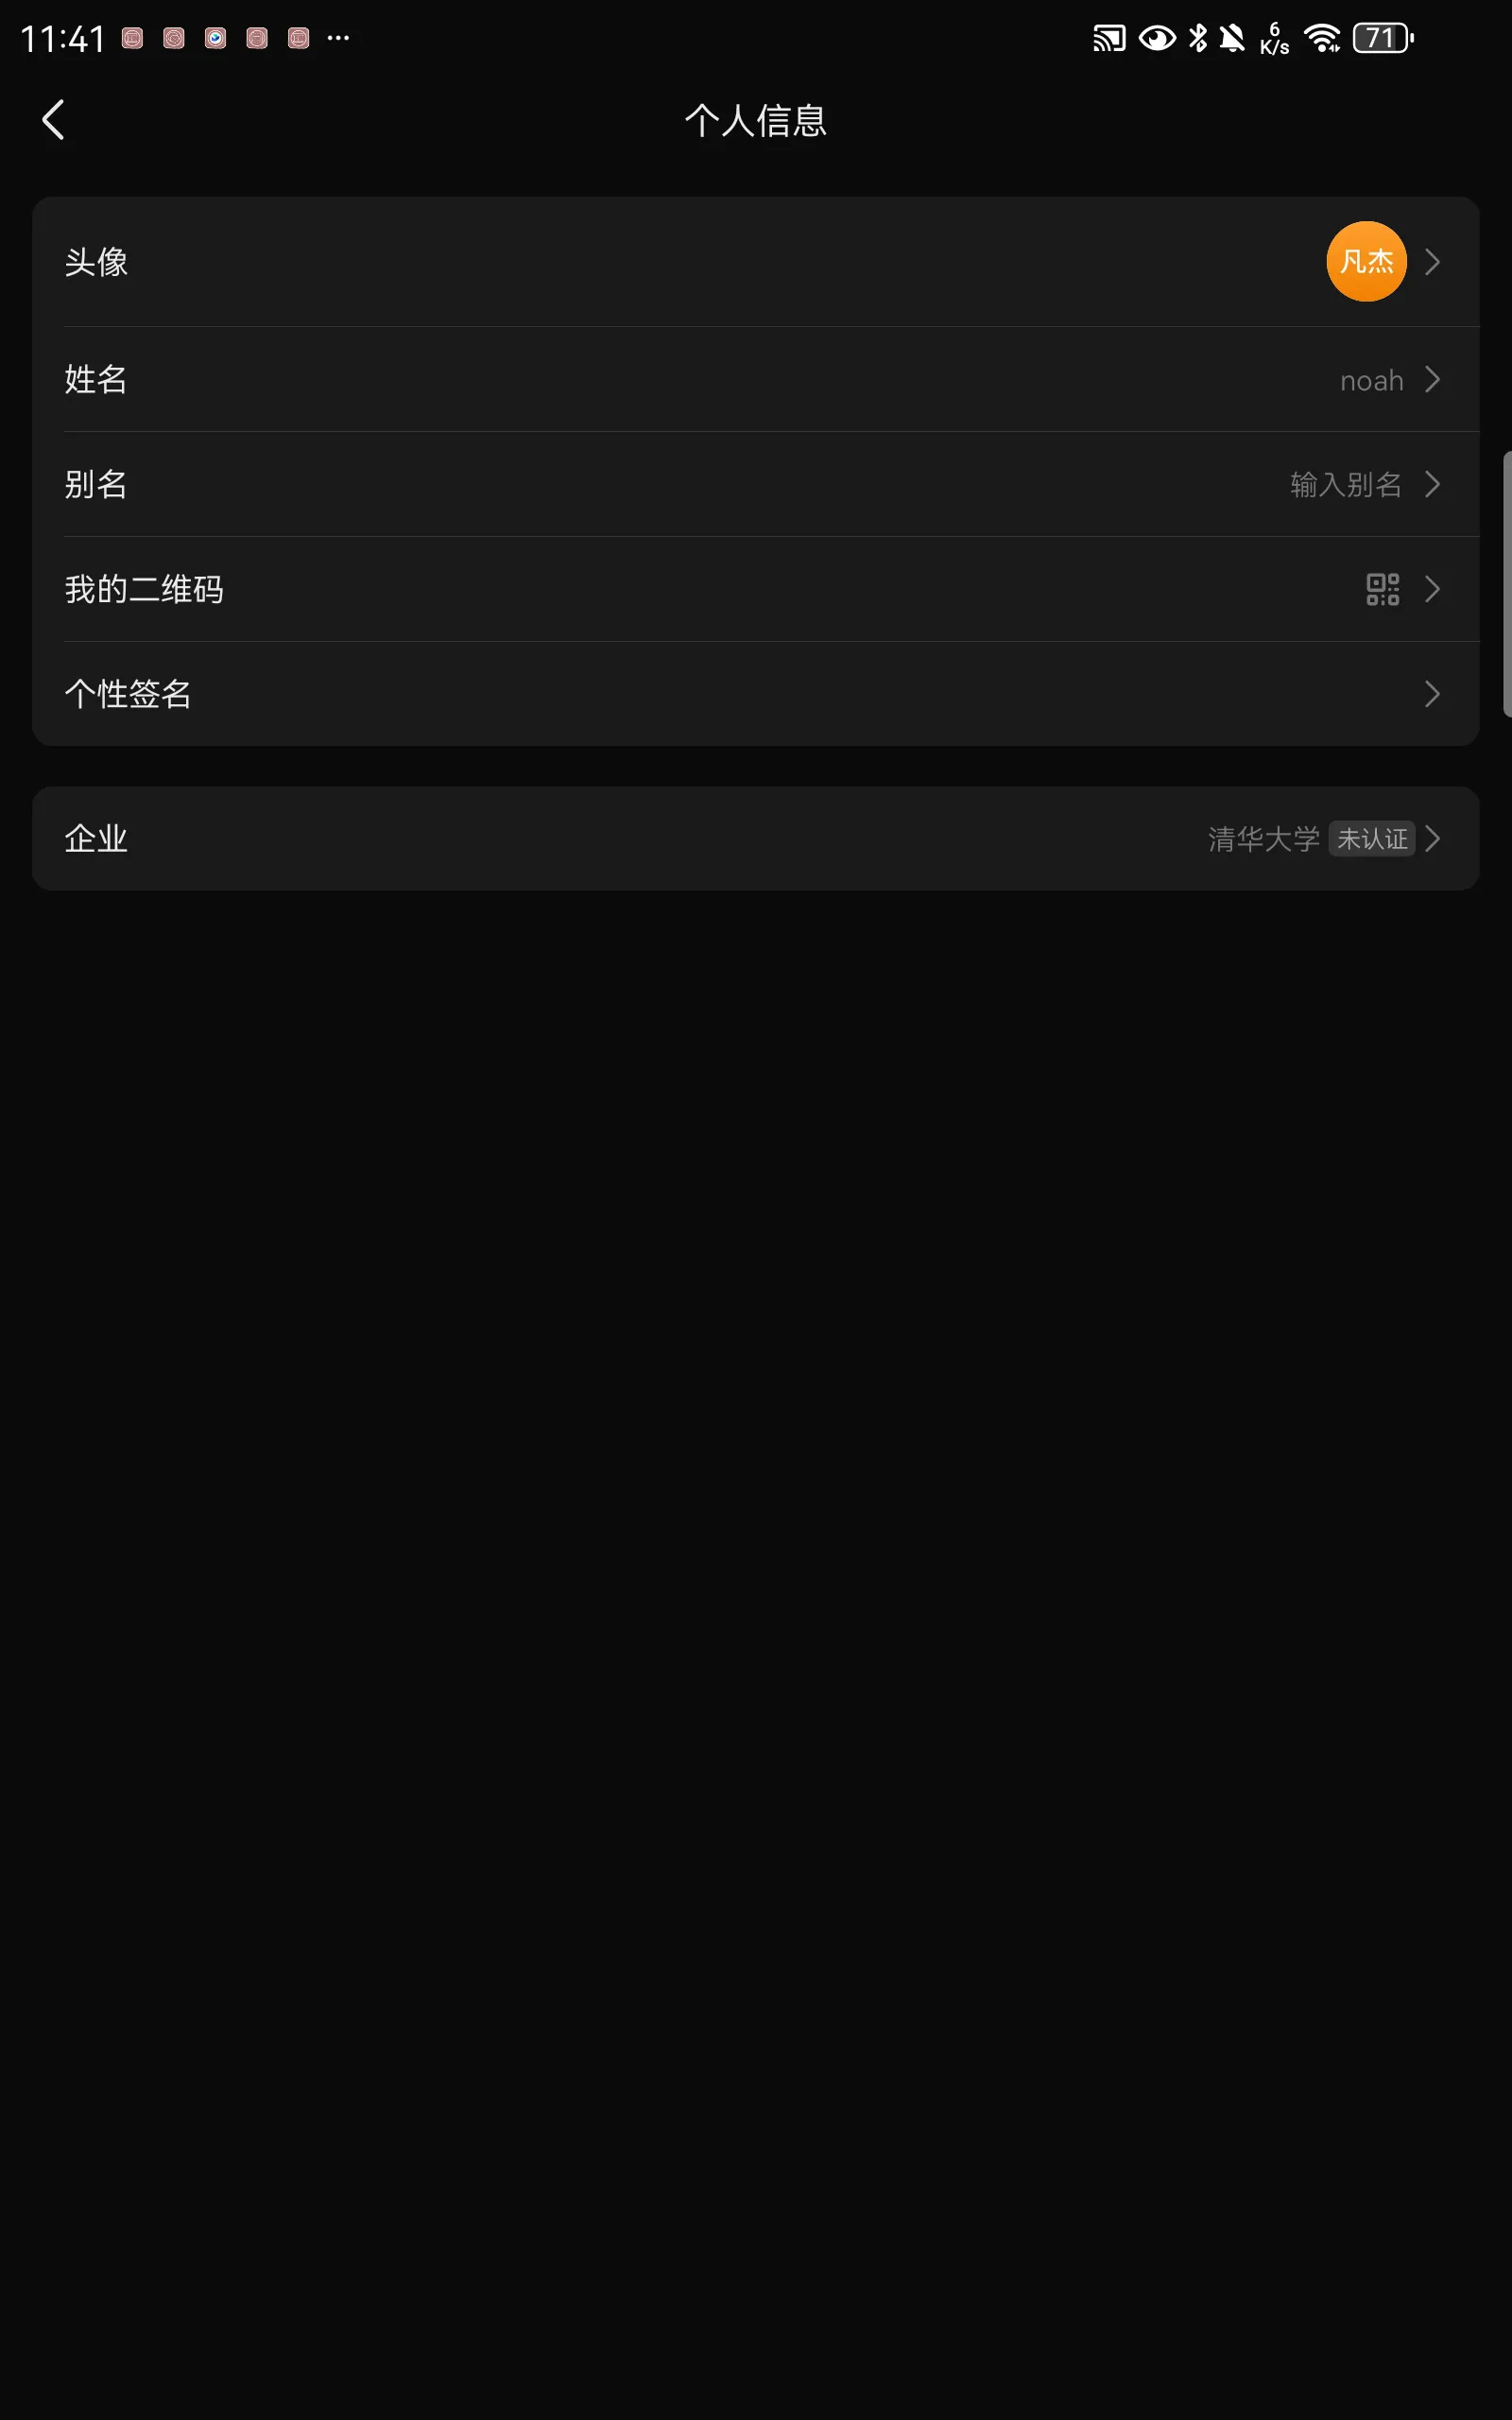 11:41 ... 6 K/s 71
个人信息
头像 凡杰
姓名 noah
别名 输入别名
我的二维码
个性签名
企业 清华大学 未认证